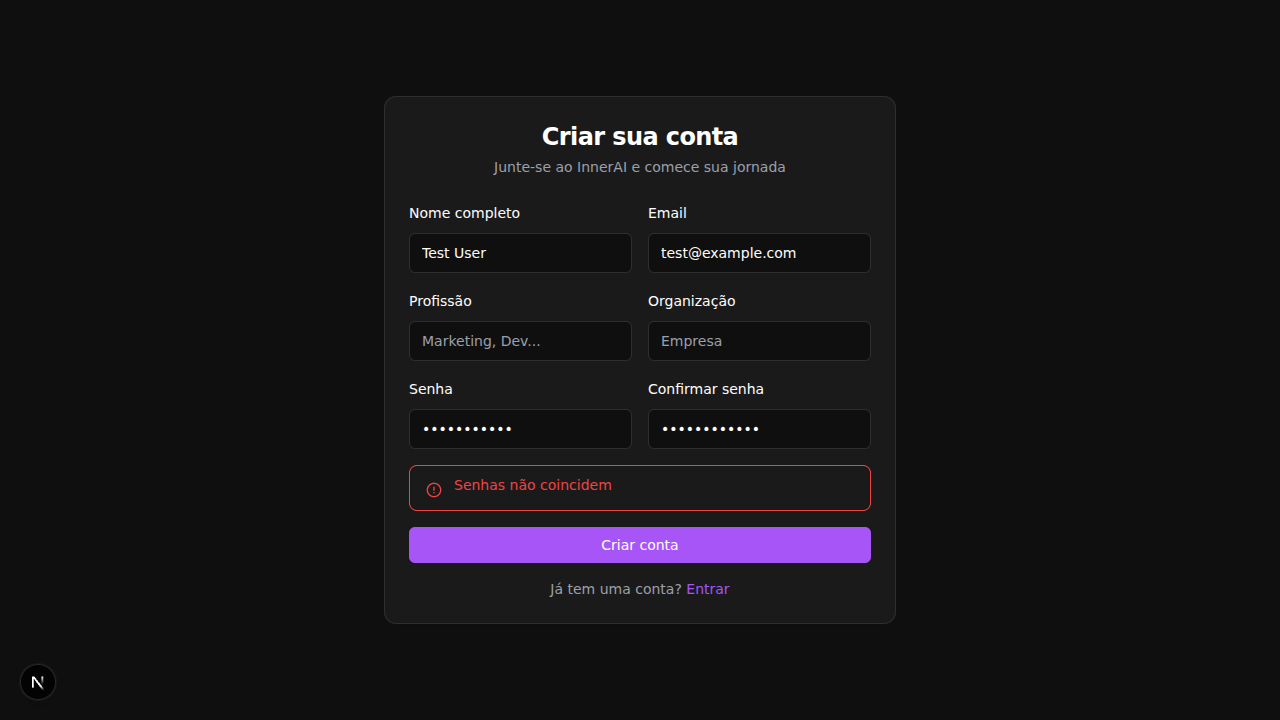 Criar sua conta
Junte-se ao InnerAI e comece sua jornada
Nome completo
Email
Test User
test@example.com
Profissão
Organização
Marketing, Dev...
Empresa
Senha
Confirmar senha
•••••••••••
••••••••••••
Senhas não coincidem
Criar conta
Já tem uma conta? Entrar
N